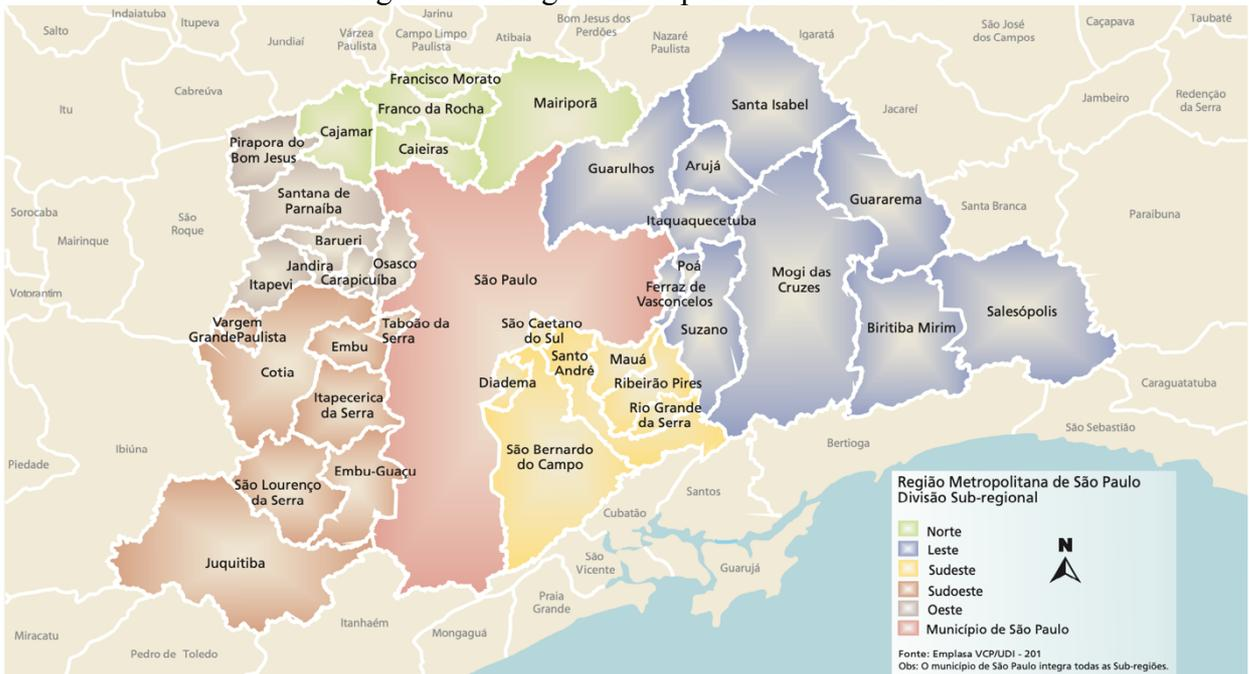 Indaiatuba
Itupeva
Jarinu
Bom Jesus dos
Perdões
Caçapava
Taubaté
Salto
Jundiaí
Várzea
Paulista
Campo Limpo
Paulista
Atibaia
Nazaré
Paulista
Igaratá
São José
dos Campos
Itu
Cabreúva
Francisco Morato
Franco da Rocha
Mairiporã
Santa Isabel
Jacareí
Jambeiro
Redenção
da Serra
Cajamar
Caieiras
Pirapora do
Bom Jesus
Guarulhos
Arujá
Santana de
Parnaíba
Guararema
Santa Branca
Paraibuna
Sorocaba
Mairinque
São
Roque
Itaquaquecetuba
Barueri
Jandira
Osasco
Carapicuíba
Itapevi
São Paulo
Poá
Ferraz de
Vasconcelos
Mogi das
Cruzes
Votorantim
Vargem
GrandePaulista
Taboão da
Serra
São Caetano
do Sul
Suzano
Biritiba Mirim
Salesópolis
Embu
Cotia
Santo
André
Mauá
Diadema
Ribeirão Pires
Caraguatatuba
Itapecerica
da Serra
Rio Grande
da Serra
São Sebastião
Bertioga
Ibiúna
Piedade
São Bernardo
do Campo
Embu-Guaçu
São Lourenço
da Serra
Santos
Cubatão
Juquitiba
São
Vicente
Guarujá
Praia
Grande
Itanhaém
Mongaguá
Miracatu
Pedro de Toledo
Região Metropolitana de São Paulo
Divisão Sub-regional
Norte
Leste
Sudeste
Sudoeste
Oeste
Município de São Paulo
N
Fonte: Emplasa VCP/UDI - 201
Obs: O município de São Paulo integra todas as Sub-regiões.